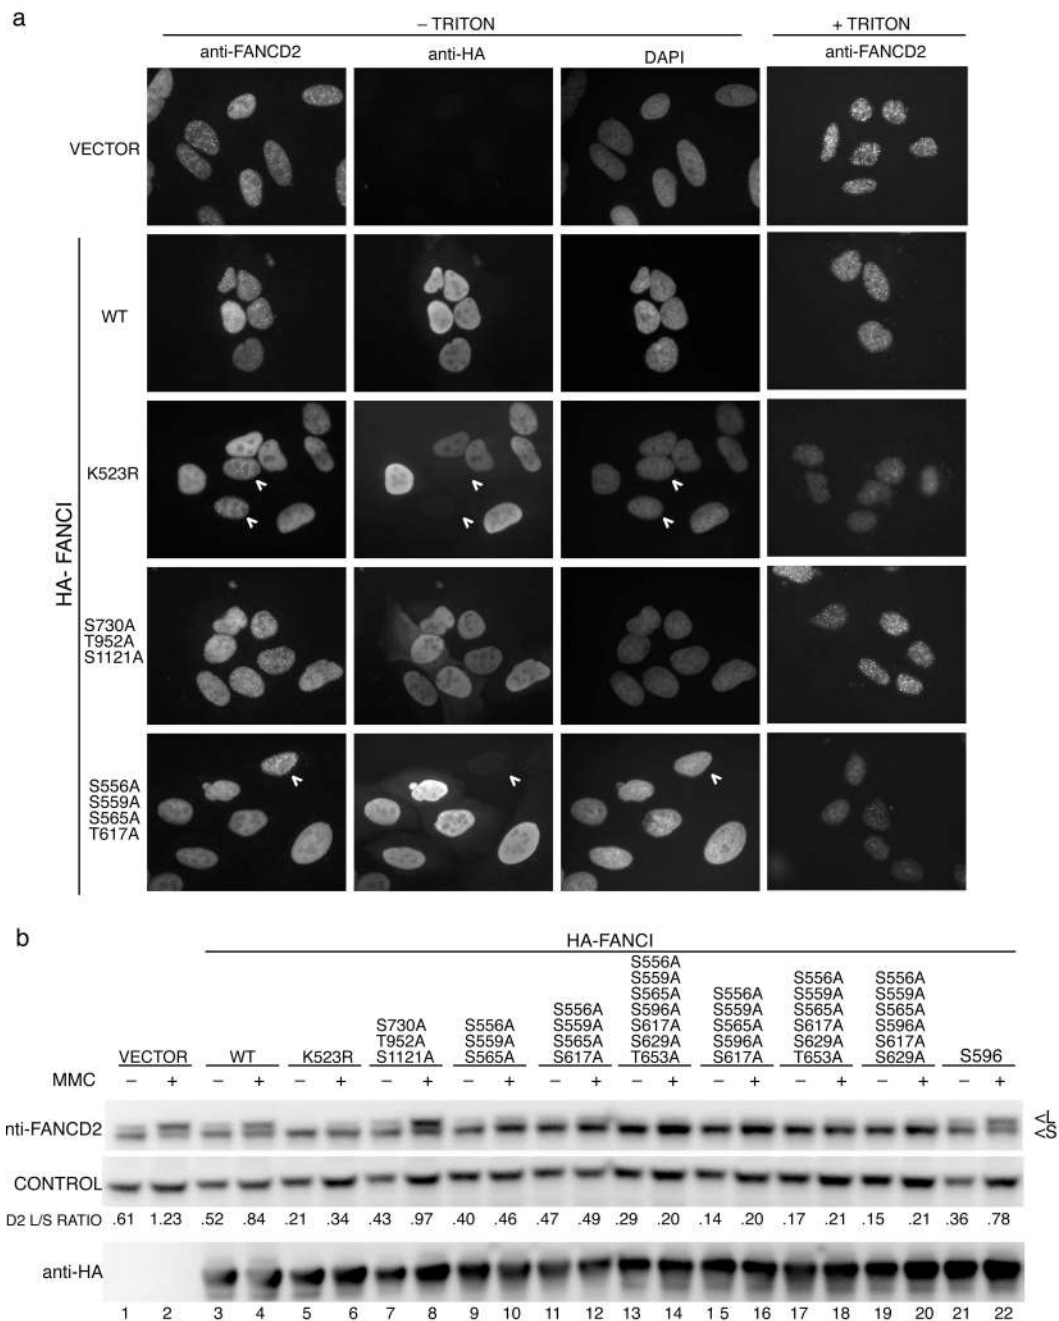 a
– TRITON
+ TRITON
anti-FANCD2
anti-HA
DAPI
anti-FANCD2
VECTOR
HA- FANCI
WT
K523R
S730A
T952A
S1121A
S556A
S559A
S565A
T617A
b
HA-FANCI
VECTOR
WT
K523R
S730A
T952A
S1121A
S556A
S559A
S565A
S556A
S559A
S565A
S617A
S556A
S559A
S565A
S596A
S617A
S629A
T653A
S556A
S559A
S565A
S596A
S617A
S556A
S559A
S565A
S617A
S629A
T653A
S556A
S559A
S565A
S596A
S617A
S629A
S596
MMC – + – + – + – + – + – + – + – + – + – + – +
nti-FANCD2 <L
<S
CONTROL
D2 L/S RATIO .61 1.23 .52 .84 .21 .34 .43 .97 .40 .46 .47 .49 .29 .20 .14 .20 .17 .21 .15 .21 .36 .78
anti-HA
1 2 3 4 5 6 7 8 9 10 11 12 13 14 1 5 16 17 18 19 20 21 22